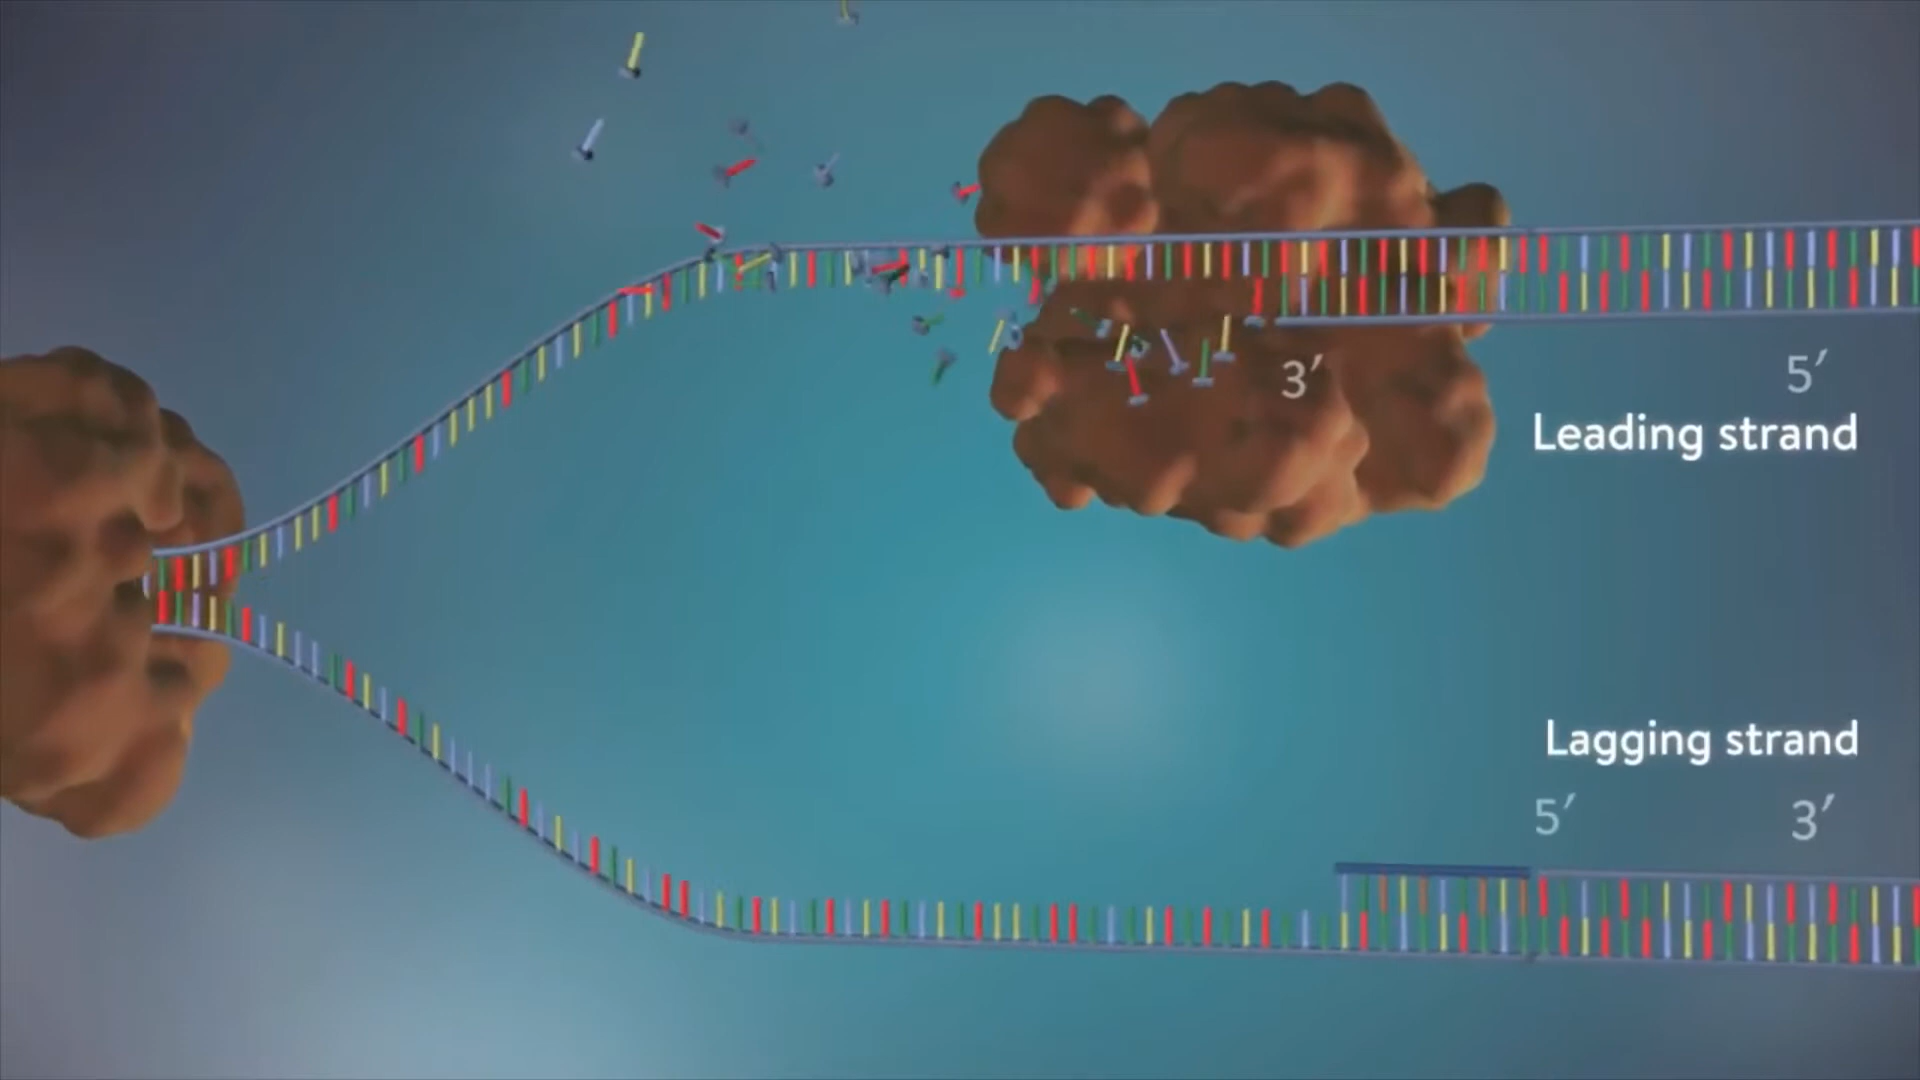 3′ 5′
Leading strand
Lagging strand
5′ 3′